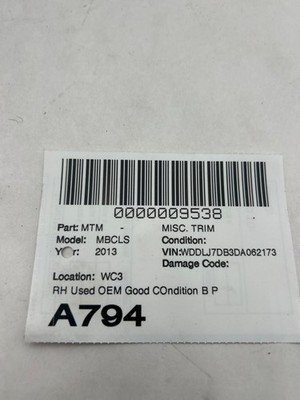 0000009538
Part: MTM - MISC. TRIM
Model: MBCLS Condition:
Year: 2013 VIN:WDDLJ7DB3DA062173
Damage Code:
Location: WC3
RH Used OEM Good COndition B P
A794